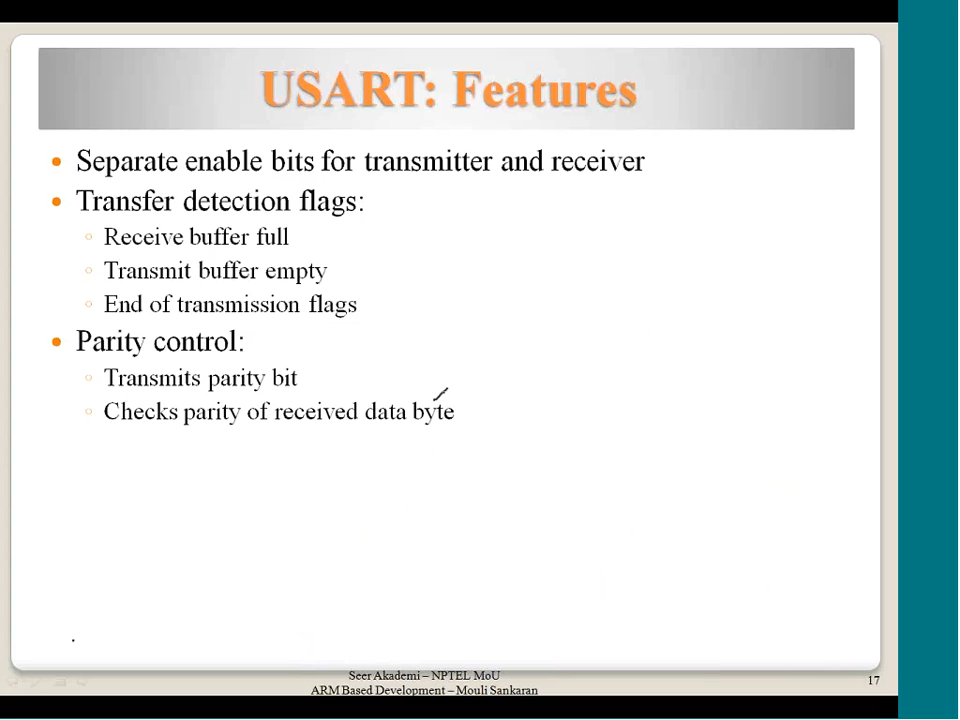 USART: Features
• Separate enable bits for transmitter and receiver
• Transfer detection flags:
◦ Receive buffer full
◦ Transmit buffer empty
◦ End of transmission flags
• Parity control:
◦ Transmits parity bit
◦ Checks parity of received data byte
Seer Akademi – NPTEL MoU
ARM Based Development – Mouli Sankaran
17